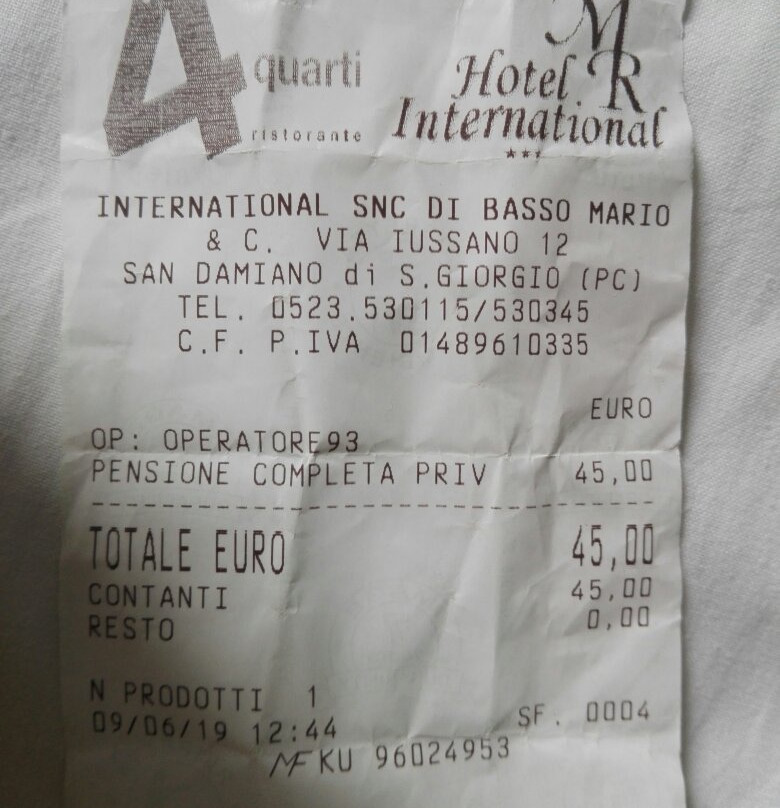 4 quarti
ristorante
MR
Hotel
International
***
INTERNATIONAL SNC DI BASSO MARIO
& C. VIA IUSSANO 12
SAN DAMIANO di S.GIORGIO (PC)
TEL. 0523.530115/530345
C.F. P.IVA 01489610335
EURO
OP: OPERATORE93
PENSIONE COMPLETA PRIV 45,00
TOTALE EURO 45,00
CONTANTI 45,00
RESTO 0,00
N PRODOTTI 1
09/06/19 12:44 SF. 0004
MF KU 96024953